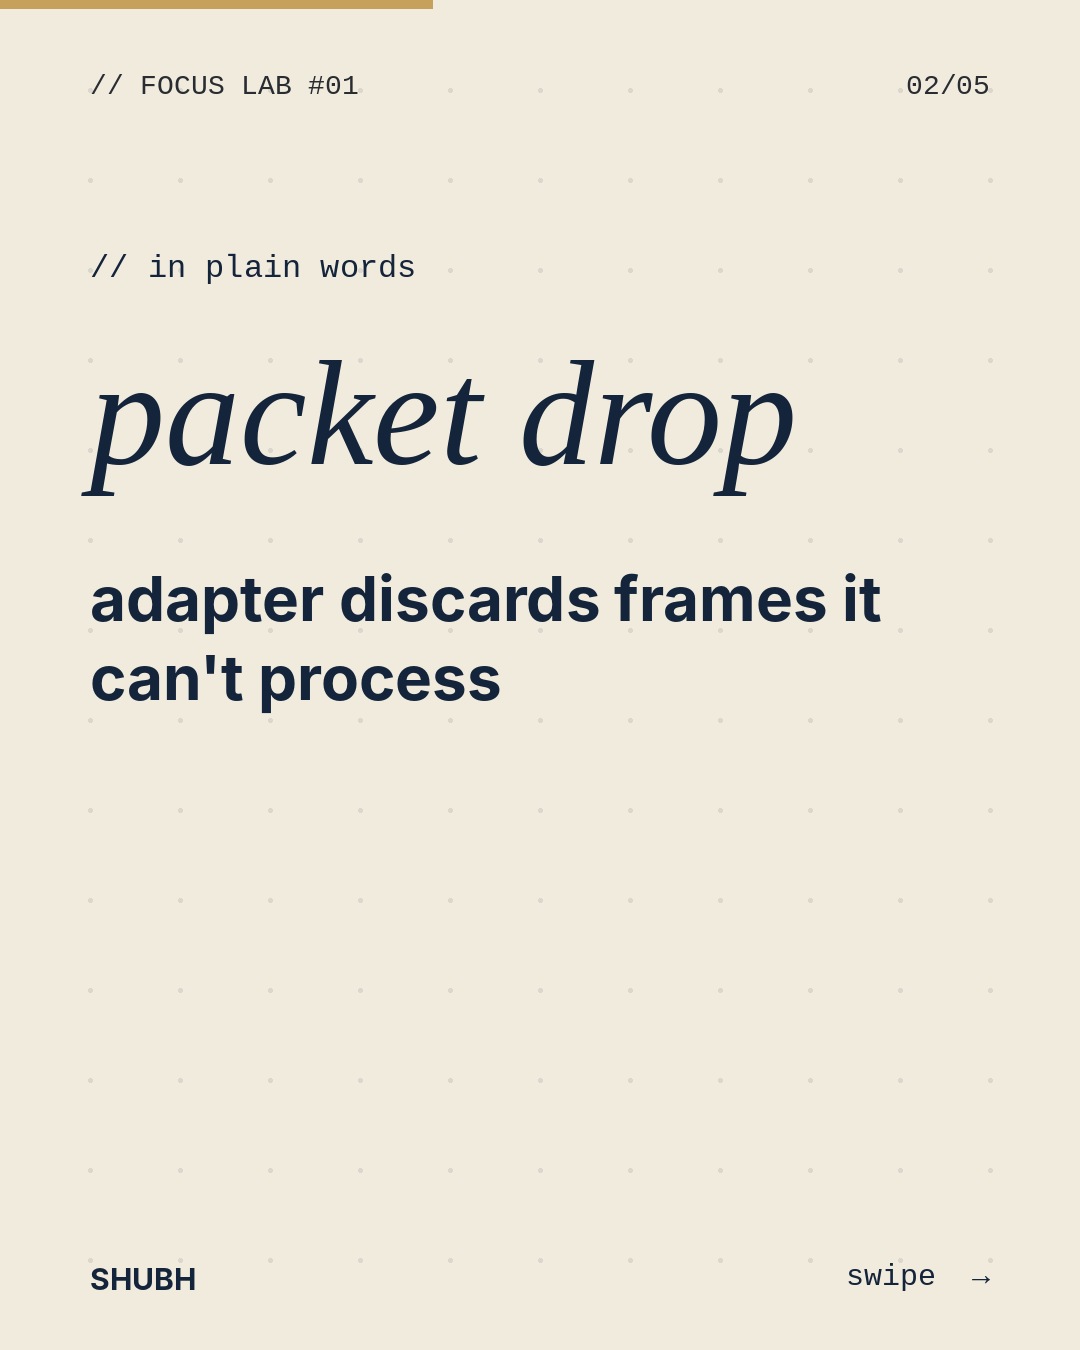 // FOCUS LAB #01
02/05
// in plain words
packet drop
adapter discards frames it
can't process
SHUBH
swipe →